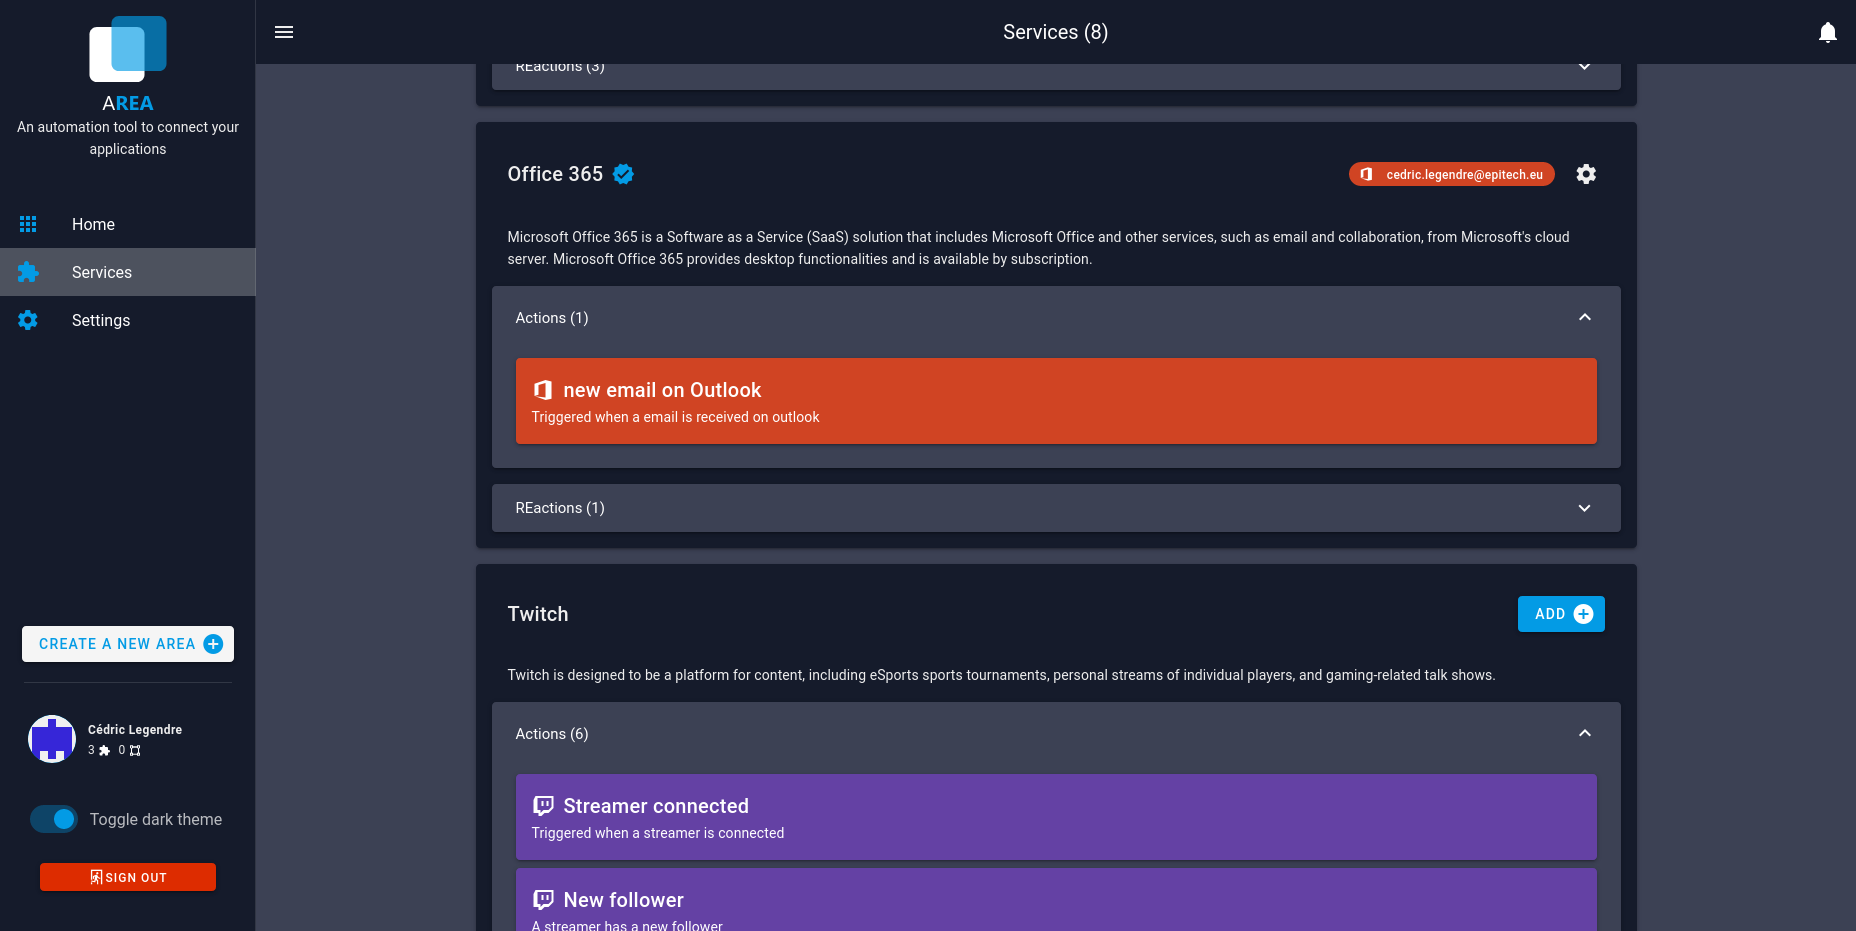 AREA
An automation tool to connect your
applications
Home
Services
Settings
CREATE A NEW AREA
Cédric Legendre
3 0
Toggle dark theme
SIGN OUT
Services (8)
REactions (3)
Office 365
cedric.legendre@epitech.eu
Microsoft Office 365 is a Software as a Service (SaaS) solution that includes Microsoft Office and other services, such as email and collaboration, from Microsoft's cloud
server. Microsoft Office 365 provides desktop functionalities and is available by subscription.
Actions (1)
new email on Outlook
Triggered when a email is received on outlook
REactions (1)
Twitch
ADD
Twitch is designed to be a platform for content, including eSports sports tournaments, personal streams of individual players, and gaming-related talk shows.
Actions (6)
Streamer connected
Triggered when a streamer is connected
New follower
A streamer has a new follower